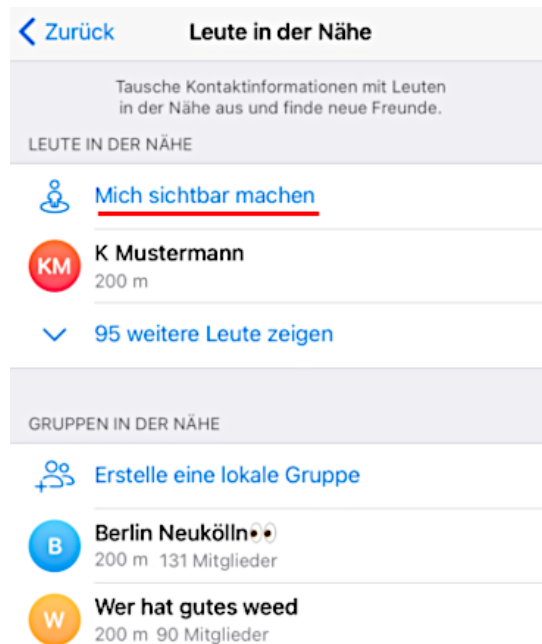 Zurück Leute in der Nähe
Tausche Kontaktinformationen mit Leuten
in der Nähe aus und finde neue Freunde.
LEUTE IN DER NÄHE
Mich sichtbar machen
KM K Mustermann
200 m
95 weitere Leute zeigen
GRUPPEN IN DER NÄHE
Erstelle eine lokale Gruppe
B Berlin Neukölln👀
200 m 131 Mitglieder
W Wer hat gutes weed
200 m 90 Mitglieder